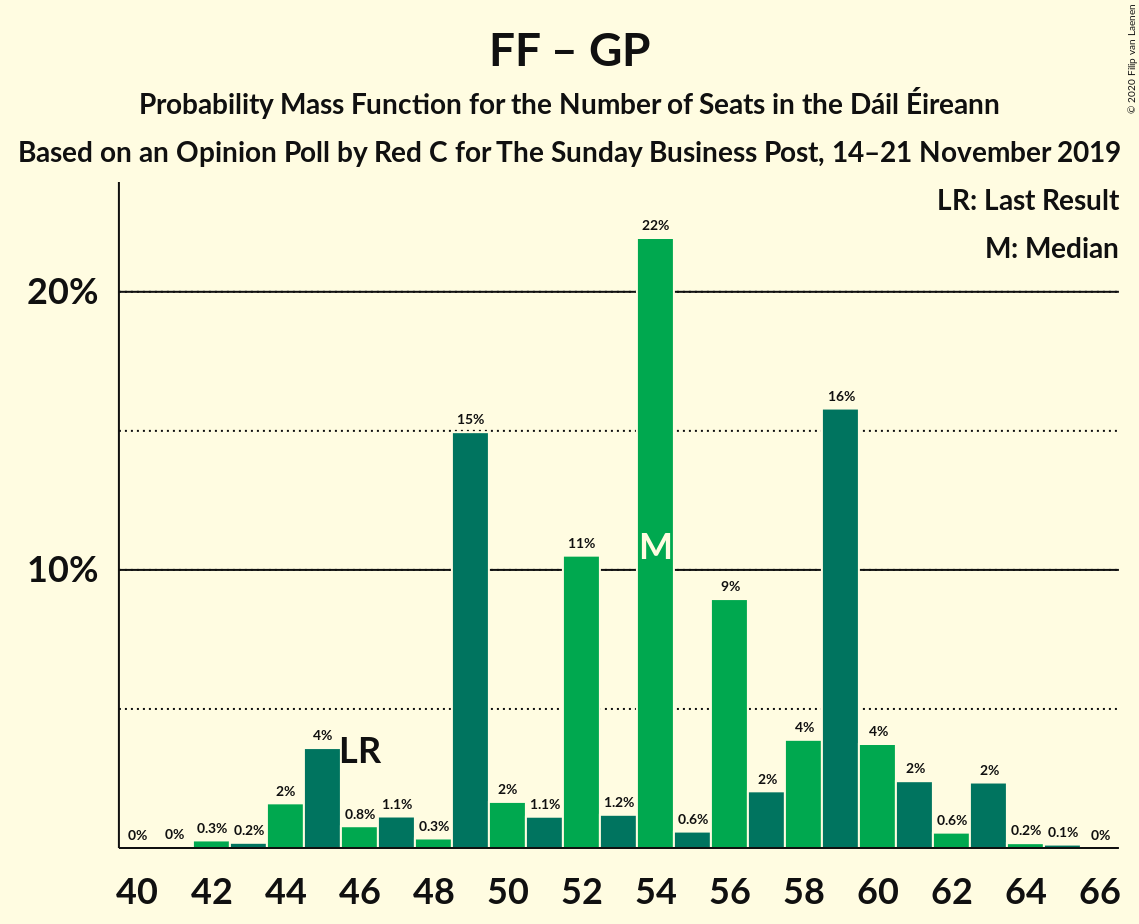 FF – GP
Probability Mass Function for the Number of Seats in the Dáil Éireann
Based on an Opinion Poll by Red C for The Sunday Business Post, 14–21 November 2019
© 2020 Filip van Laenen
LR: Last Result
M: Median
20%
10%
0% 0% 0.3% 0.2% 2% 4% 0.8% 1.1% 0.3% 15% 2% 1.1% 11% 1.2% 22% 0.6% 9% 2% 4% 16% 4% 2% 0.6% 2% 0.2% 0.1% 0%
LR
M
40 42 44 46 48 50 52 54 56 58 60 62 64 66